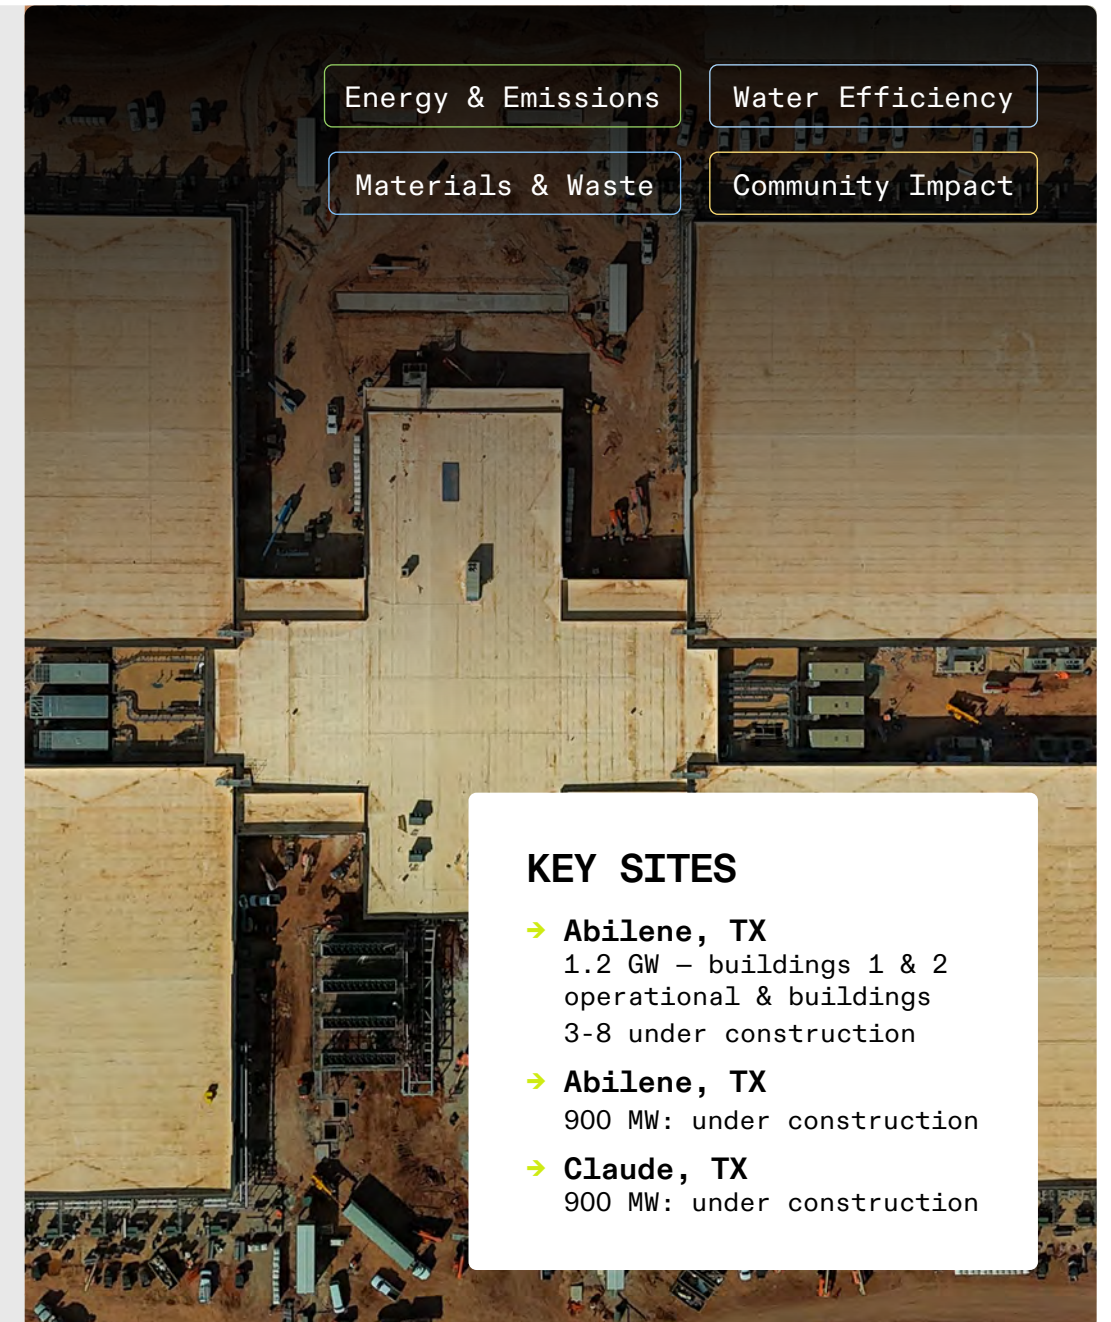 Energy & Emissions
Water Efficiency
Materials & Waste
Community Impact
KEY SITES
→ Abilene, TX
1.2 GW – buildings 1 & 2
operational & buildings
3-8 under construction
→ Abilene, TX
900 MW: under construction
→ Claude, TX
900 MW: under construction